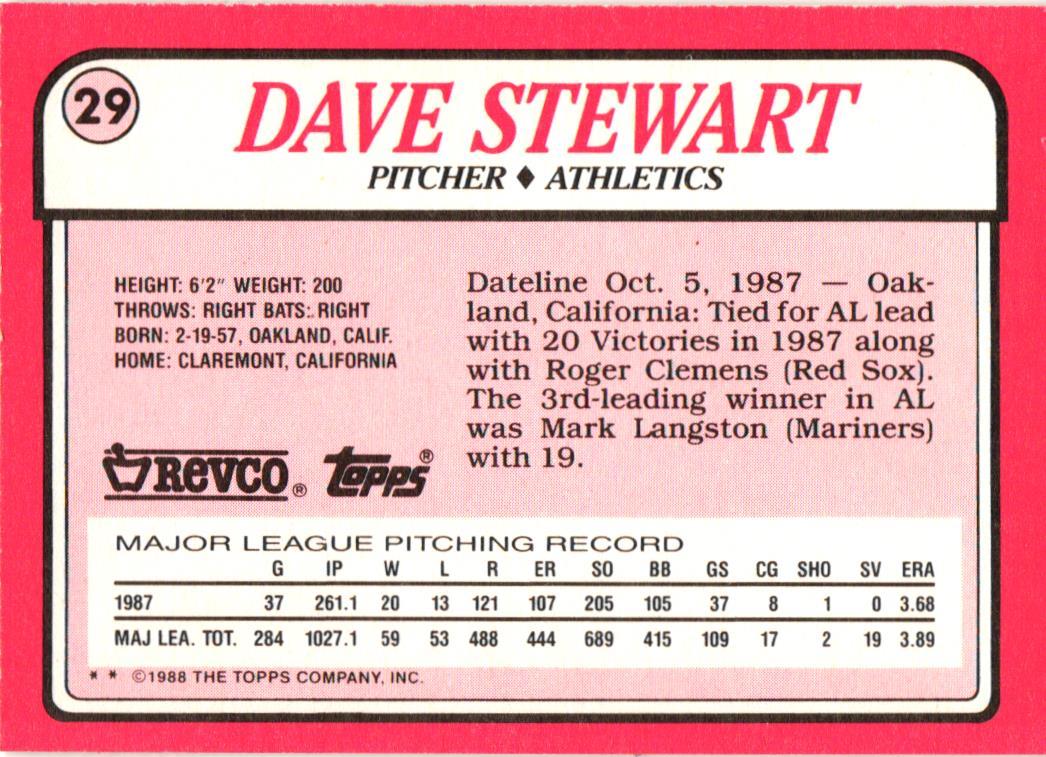 29
DAVE STEWART
PITCHER ♦ ATHLETICS
HEIGHT: 6'2" WEIGHT: 200
THROWS: RIGHT BATS: RIGHT
BORN: 2-19-57, OAKLAND, CALIF.
HOME: CLAREMONT, CALIFORNIA
Dateline Oct. 5, 1987 — Oak-
land, California: Tied for AL lead
with 20 Victories in 1987 along
with Roger Clemens (Red Sox).
The 3rd-leading winner in AL
was Mark Langston (Mariners)
with 19.
REVCO® topps®
MAJOR LEAGUE PITCHING RECORD
G IP W L R ER SO BB GS CG SHO SV ERA
1987 37 261.1 20 13 121 107 205 105 37 8 1 0 3.68
MAJ LEA. TOT. 284 1027.1 59 53 488 444 689 415 109 17 2 19 3.89
* * ©1988 THE TOPPS COMPANY, INC.